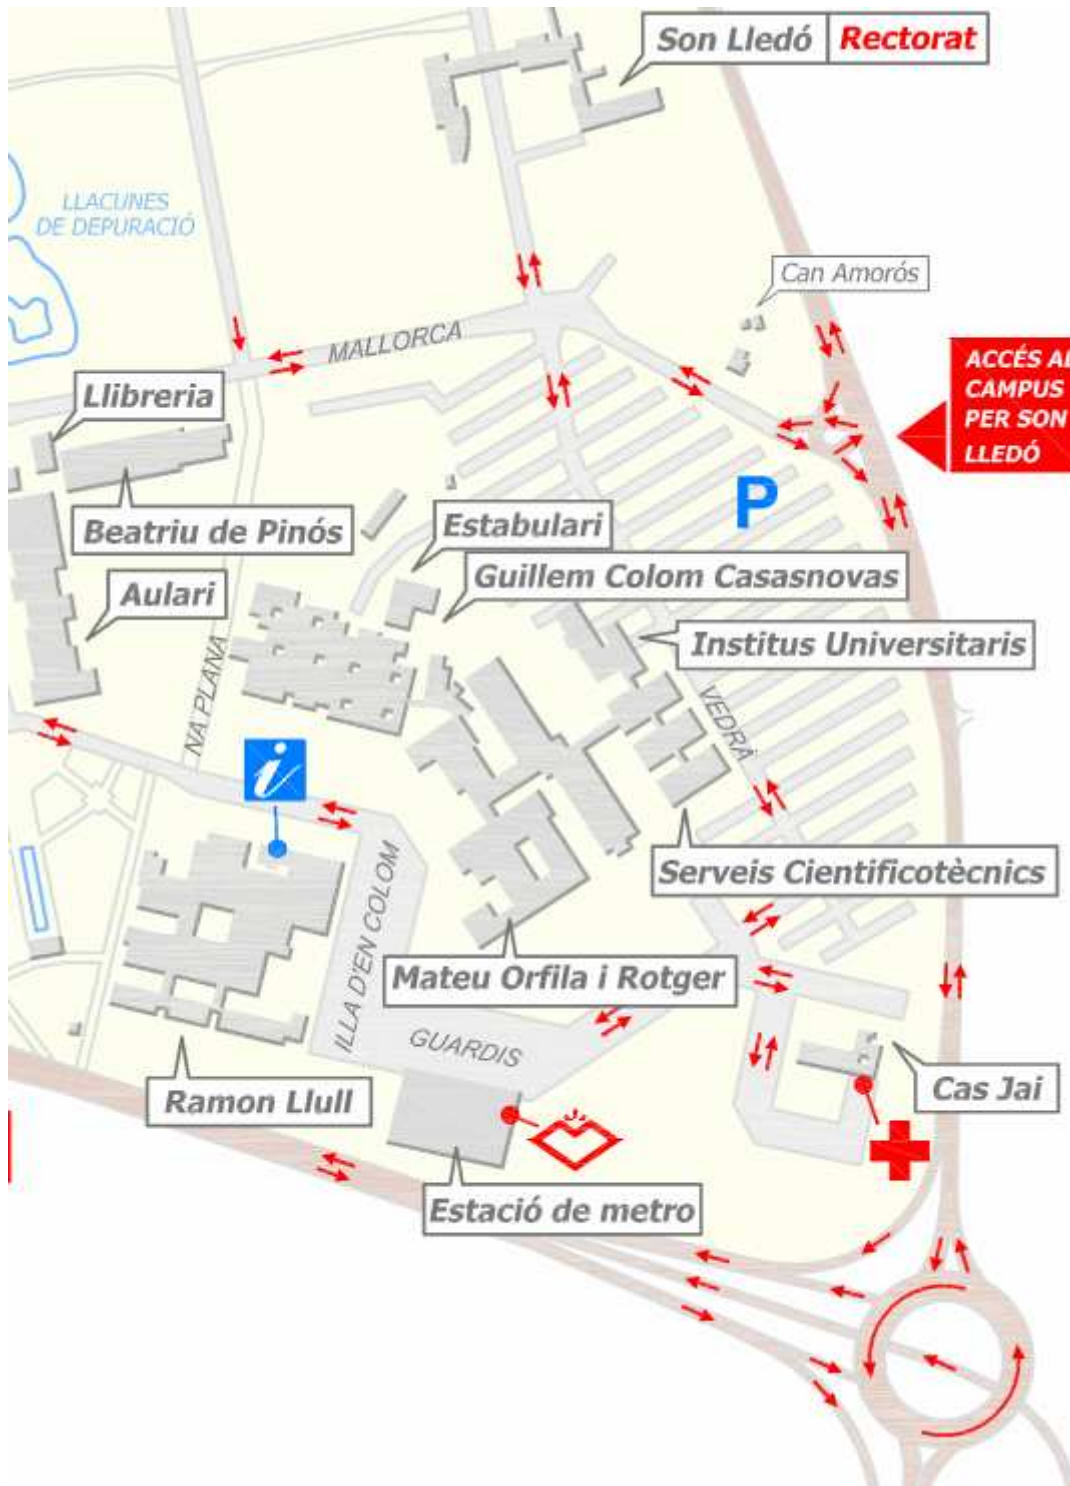 Son Lledó Rectorat
LLACUNES
DE DEPURACIÓ
Can Amorós
MALLORCA
ACCÉS AL
CAMPUS
PER SON
LLEDÓ
Llibreria
P
Beatriu de Pinós
Estabulari
Guillem Colom Casasnovas
Aulari
Institus Universitaris
NA PLANA
VEDRÀ
i
Serveis Cientificotècnics
ILLA D'EN COLOM
Mateu Orfila i Rotger
GUARDIS
Ramon Llull
Cas Jai
Estació de metro